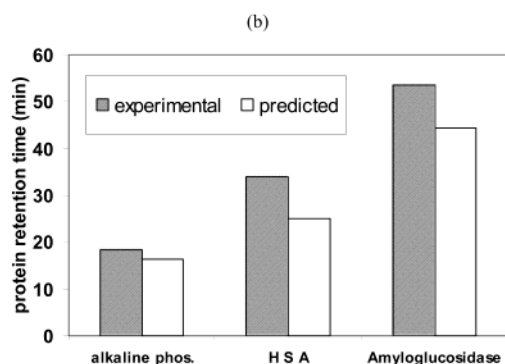 (b)
60
50
40
30
20
10
0
protein retention time (min)
experimental predicted
alkaline phos. H S A Amyloglucosidase